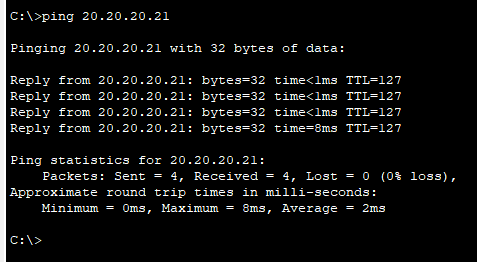 C:\>ping 20.20.20.21
Pinging 20.20.20.21 with 32 bytes of data:
Reply from 20.20.20.21: bytes=32 time<1ms TTL=127
Reply from 20.20.20.21: bytes=32 time<1ms TTL=127
Reply from 20.20.20.21: bytes=32 time<1ms TTL=127
Reply from 20.20.20.21: bytes=32 time=8ms TTL=127
Ping statistics for 20.20.20.21:
    Packets: Sent = 4, Received = 4, Lost = 0 (0% loss),
Approximate round trip times in milli-seconds:
    Minimum = 0ms, Maximum = 8ms, Average = 2ms
C:\>